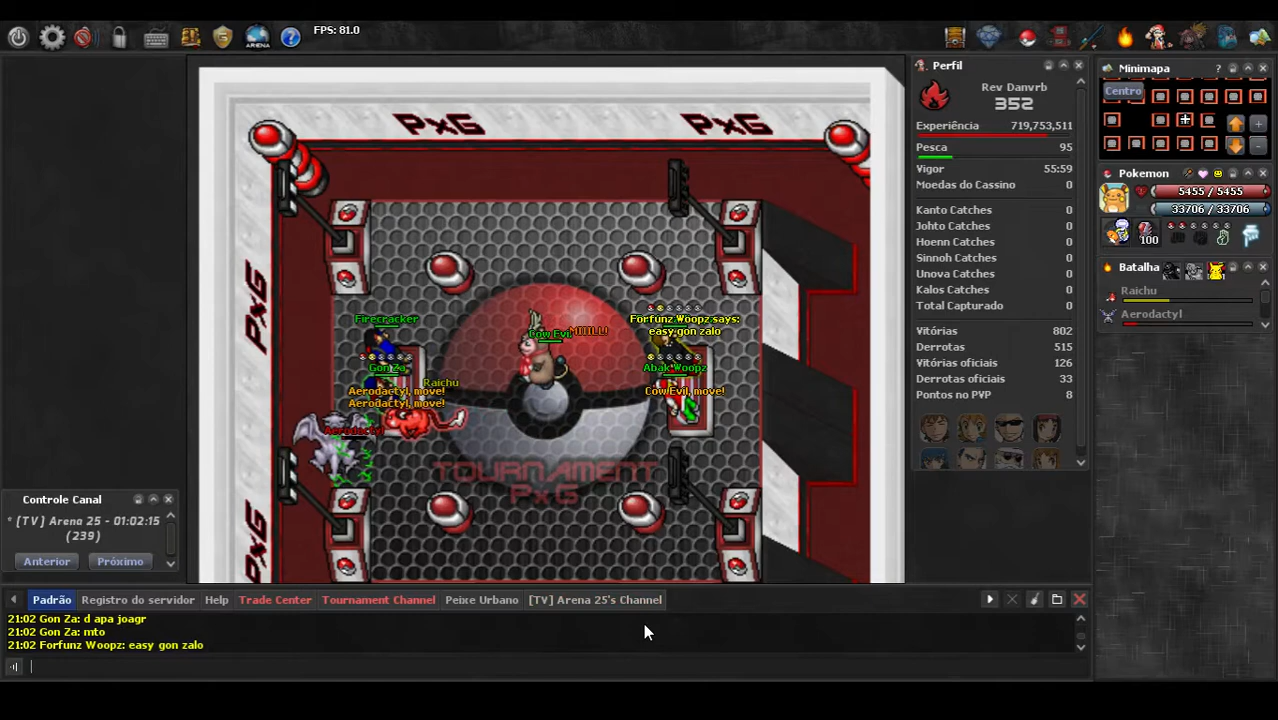 FPS: 81.0
PxG
PxG
PxG
PxG
Firecracker
Gon Za
Aerodactyl, move!
Aerodactyl, move!
Raichu
Aerodactyl
Cow Evi
Forfunz Woopz says:
easy gon zalo
Abak Woopz
Cow Evil, move!
TOURNAMENT
PxG
Controle Canal
[TV] Arena 25 - 01:02:15
(239)
Anterior
Próximo
Perfil
Rev Danvrb
352
Experiência 719,753,511
Pesca 95
Vigor 55:59
Moedas do Cassino 0
Kanto Catches 0
Johto Catches 0
Hoenn Catches 0
Sinnoh Catches 0
Unova Catches 0
Kalos Catches 0
Total Capturado 0
Vitórias 802
Derrotas 515
Vitórias oficiais 126
Derrotas oficiais 33
Pontos no PVP 8
Minimapa
Centro
Pokemon
5455 / 5455
33706 / 33706
100
Batalha
Raichu
Aerodactyl
Padrão Registro do servidor Help Trade Center Tournament Channel Peixe Urbano [TV] Arena 25's Channel
21:02 Gon Za: d apa joagr
21:02 Gon Za: mto
21:02 Forfunz Woopz: easy gon zalo